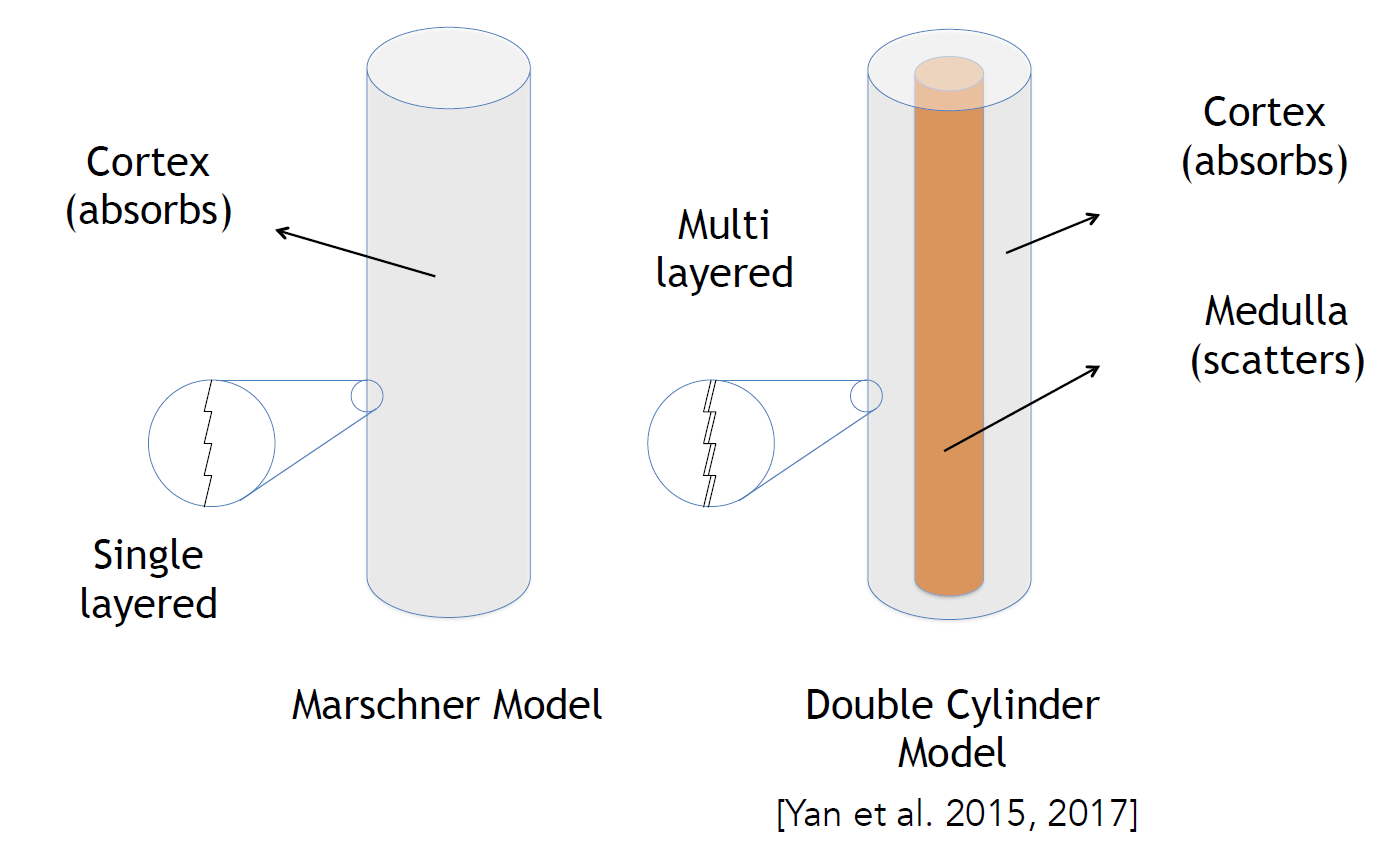 Cortex
(absorbs)
Single
layered
Marschner Model
Multi
layered
Cortex
(absorbs)
Medulla
(scatters)
Double Cylinder
Model
[Yan et al. 2015, 2017]